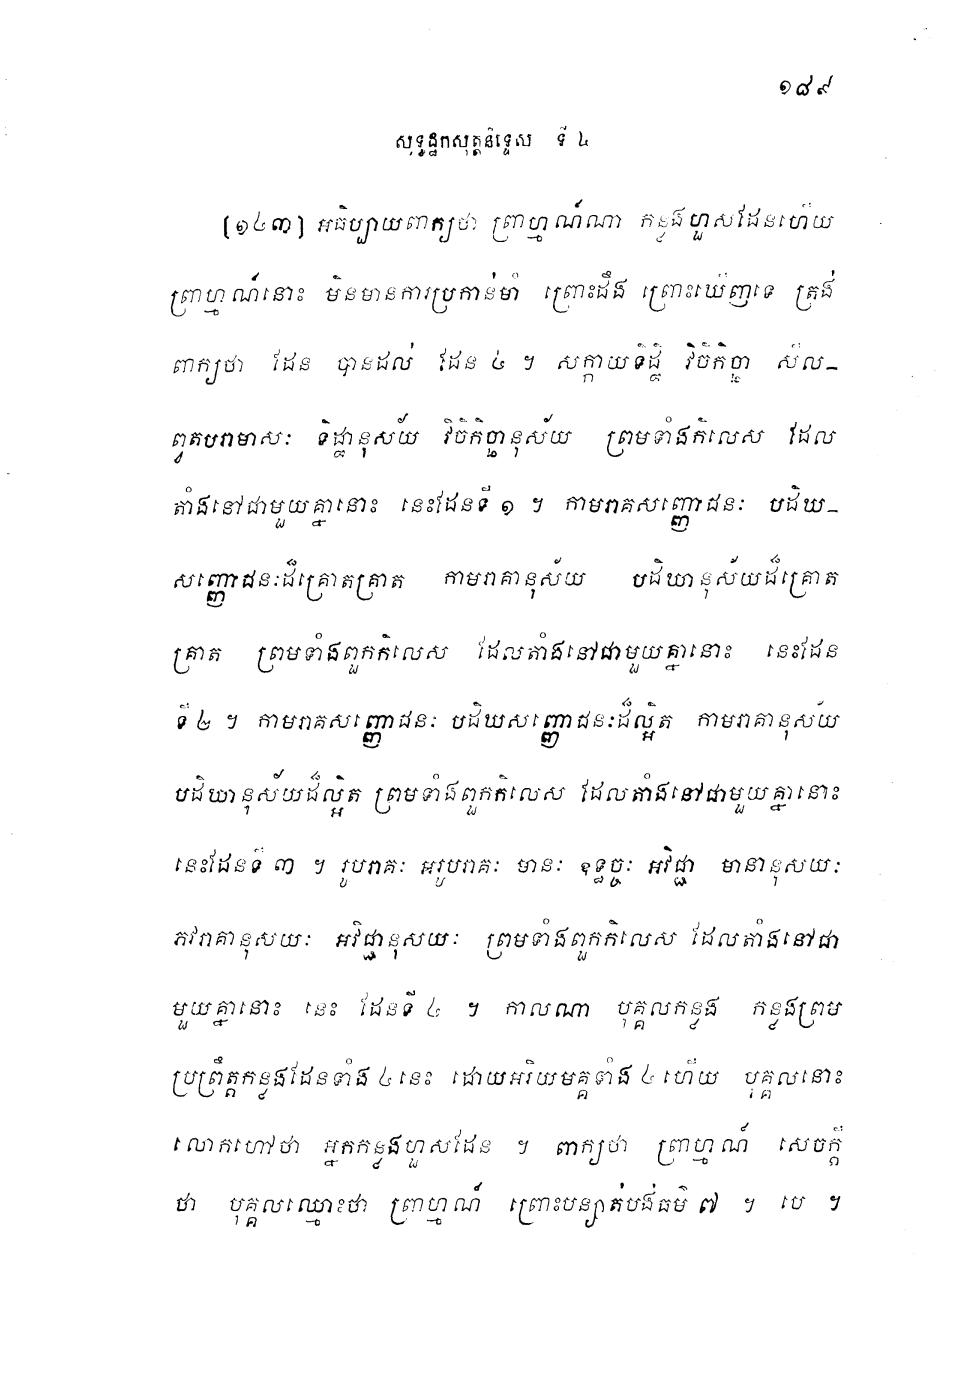 ១៨៩
សុទ្ធដ្ឋកសុត្តនិទ្ទេស ទី ៤
[១៤៣] អធិប្បាយពាក្យថា ព្រាហ្មណ៍ណា កន្លងហួសដែនហើយ
ព្រាហ្មណ៍នោះ មិនមានការប្រកាន់មាំ ព្រោះដឹង ព្រោះឃើញទេ ត្រង់
ពាក្យថា ដែន បានដល់ ដែន ៤ ។ សក្កាយទិដ្ឋិ វិចិកិច្ឆា សីល-
ព្វតបរាមាសៈ ទិដ្ឋានុស័យ វិចិកិច្ឆានុស័យ ព្រមទាំងកិលេស ដែល
តាំងនៅជាមួយគ្នានោះ នេះដែនទី ១ ។ កាមរាគសញ្ញោជនៈ បដិឃ-
សញ្ញោជនៈដ៏គ្រោតគ្រាត កាមរាគានុស័យ បដិឃានុស័យដ៏គ្រោត
គ្រាត ព្រមទាំងពួកកិលេស ដែលតាំងនៅជាមួយគ្នានោះ នេះដែន
ទី ២ ។ កាមរាគសញ្ញោជនៈ បដិឃសញ្ញោជនៈដ៏ល្អិត កាមរាគានុស័យ
បដិឃានុស័យដ៏ល្អិត ព្រមទាំងពួកកិលេស ដែលតាំងនៅជាមួយគ្នានោះ
នេះដែនទី ៣ ។ រូបរាគៈ អរូបរាគៈ មានៈ ឧទ្ធច្ចៈ អវិជ្ជា មានានុសយៈ
ភវរាគានុសយៈ អវិជ្ជានុសយៈ ព្រមទាំងពួកកិលេស ដែលតាំងនៅជា
មួយគ្នានោះ នេះ ដែនទី ៤ ។ កាលណា បុគ្គលកន្លង កន្លងព្រម
ប្រព្រឹត្តកន្លងដែនទាំង ៤ នេះ ដោយអរិយមគ្គទាំង ៤ ហើយ បុគ្គលនោះ
លោកហៅថា អ្នកកន្លងហួសដែន ។ ពាក្យថា ព្រាហ្មណ៍ សេចក្តី
ថា បុគ្គលឈ្មោះថា ព្រាហ្មណ៍ ព្រោះបន្សាត់បង់ធម៌ ៧ ។ បេ ។